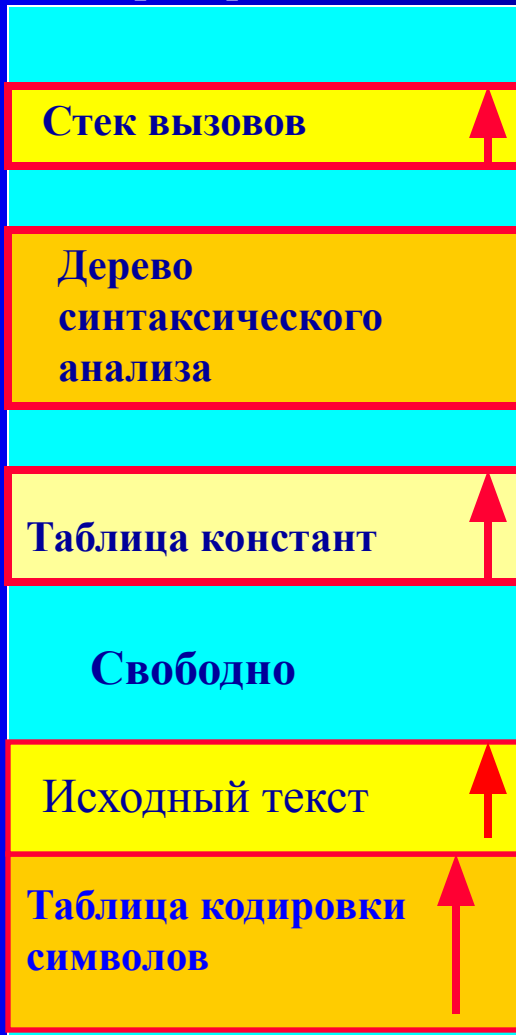 Стек вызовов
Дерево
синтаксического
анализа
Таблица констант
Свободно
Исходный текст
Таблица кодировки
символов